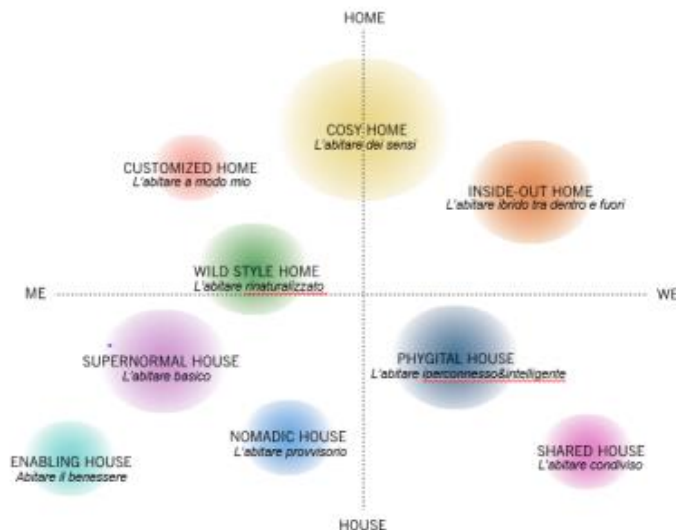 HOME
COSY HOME
L'abitare dei sensi
CUSTOMIZED HOME
L'abitare a modo mio
INSIDE-OUT HOME
L'abitare ibrido tra dentro e fuori
WILD STYLE HOME
L'abitare rinaturalizzato
ME
WE
SUPERNORMAL HOUSE
L'abitare basico
PHYGITAL HOUSE
L'abitare iperconnesso&intelligente
NOMADIC HOUSE
L'abitare provvisorio
ENABLING HOUSE
Abitare il benessere
SHARED HOUSE
L'abitare condiviso
HOUSE